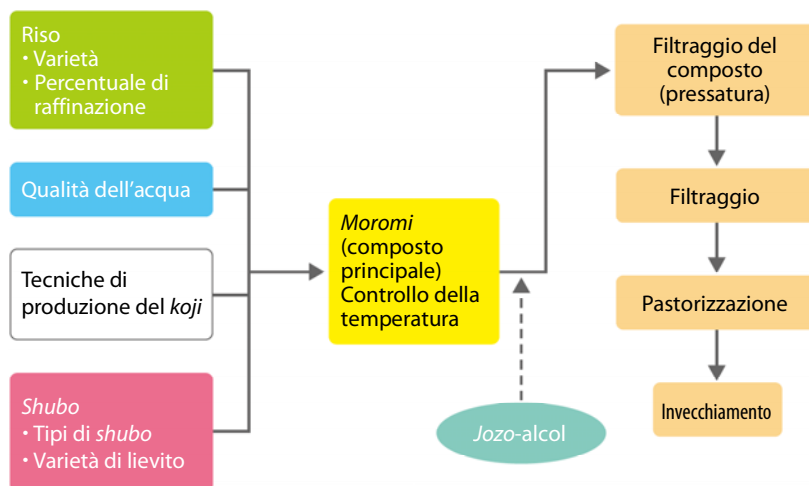 Riso
• Varietà
• Percentuale di
raffinazione
Qualità dell’acqua
Tecniche di
produzione del koji
Shubo
• Tipi di shubo
• Varietà di lievito
Moromi
(composto
principale)
Controllo della
temperatura
Jozo-alcol
Filtraggio del
composto
(pressatura)
Filtraggio
Pastorizzazione
Invecchiamento